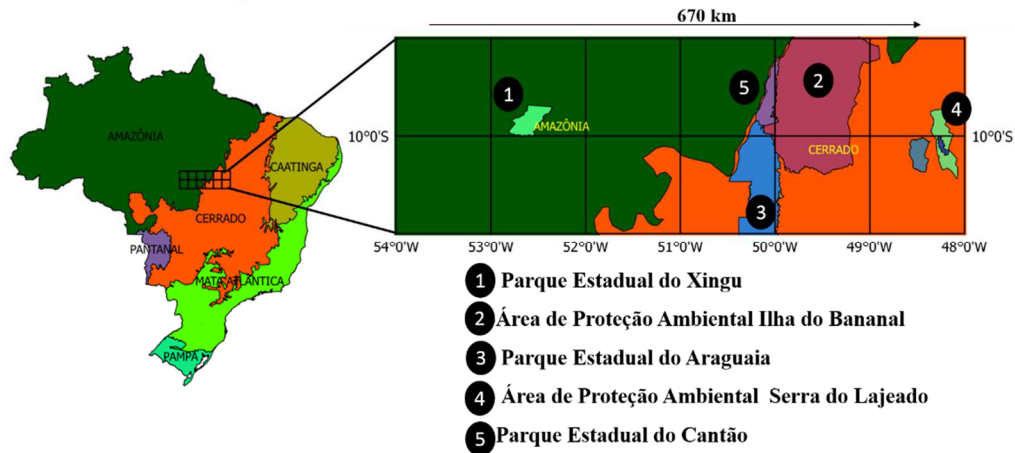 670 km
AMAZÔNIA
CAATINGA
CERRADO
PANTANAL
MATA ATLÂNTICA
PAMPA
1
5
2
4
3
10°0'S
AMAZÔNIA
CERRADO
10°0'S
54°0'W
53°0'W
52°0'W
51°0'W
50°0'W
49°0'W
48°0'W
1 Parque Estadual do Xingu
2 Área de Proteção Ambiental Ilha do Bananal
3 Parque Estadual do Araguaia
4 Área de Proteção Ambiental Serra do Lajeado
5 Parque Estadual do Cantão